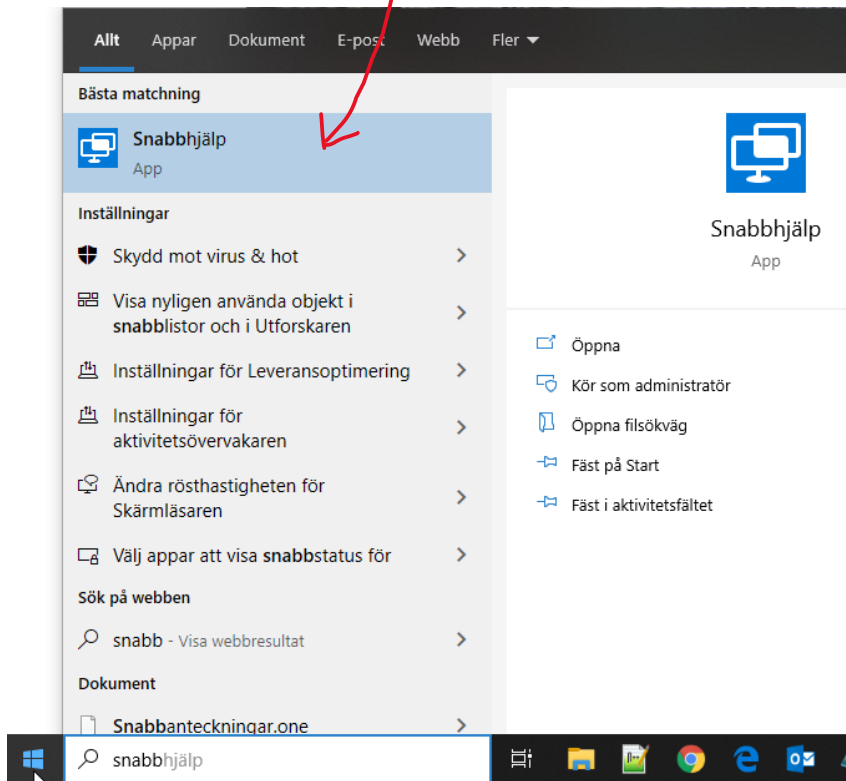 Allt Appar Dokument E-post Webb Fler
Bästa matchning
Snabbhjälp
App
Inställningar
Skydd mot virus & hot
Visa nyligen använda objekt i
snabblistor och i Utforskaren
Inställningar för Leveransoptimering
Inställningar för
aktivitetsövervakaren
Ändra rösthastigheten för
Skärmläsaren
Välj appar att visa snabbstatus för
Sök på webben
snabb - Visa webbresultat
Dokument
Snabbanteckningar.one
snabbhjälp
Snabbhjälp
App
Öppna
Kör som administratör
Öppna filsökväg
Fäst på Start
Fäst i aktivitetsfältet